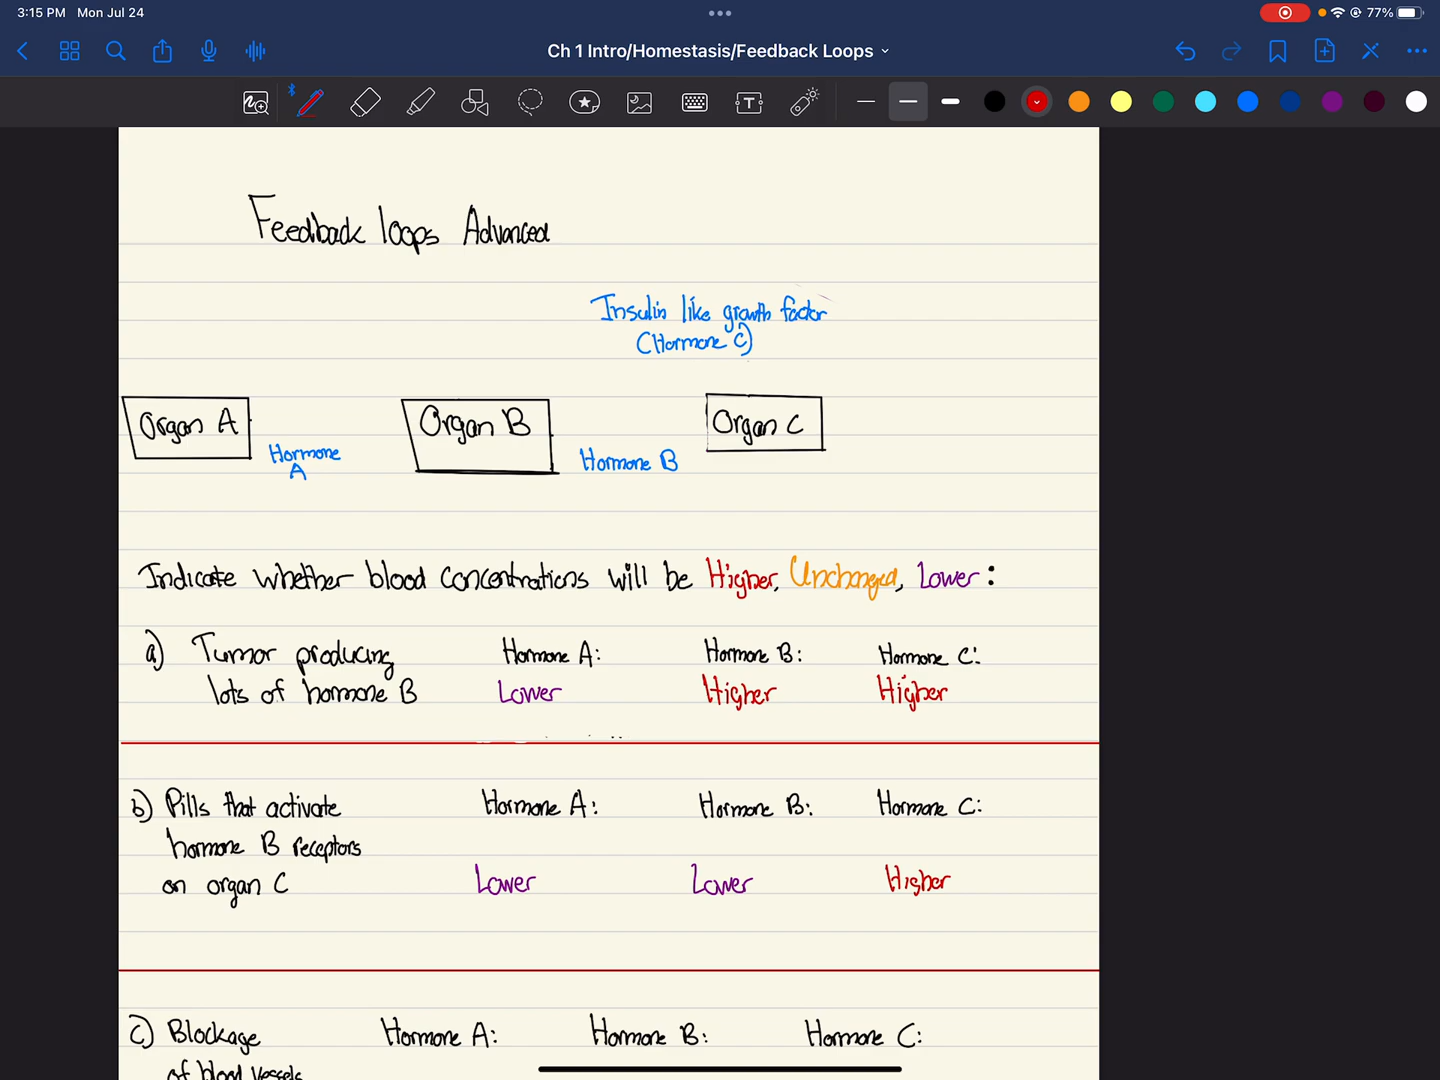 3:15 PM Mon Jul 24
77%
Ch 1 Intro/Homestasis/Feedback Loops
Feedback loops Advanced
Insulin like growth factor
(Hormone C)
Organ A
Organ B
Organ C
Hormone
A
Hormone B
Indicate whether blood concentrations will be Higher, Unchanged, Lower:
a) Tumor producing
lots of hormone B
Hormone A:
Lower
Hormone B:
Higher
Hormone C:
Higher
b) Pills that activate
hormone B receptors
on organ C
Hormone A:
Lower
Hormone B:
Lower
Hormone C:
Higher
c) Blockage
of blood vessels
Hormone A:
Hormone B:
Hormone C: